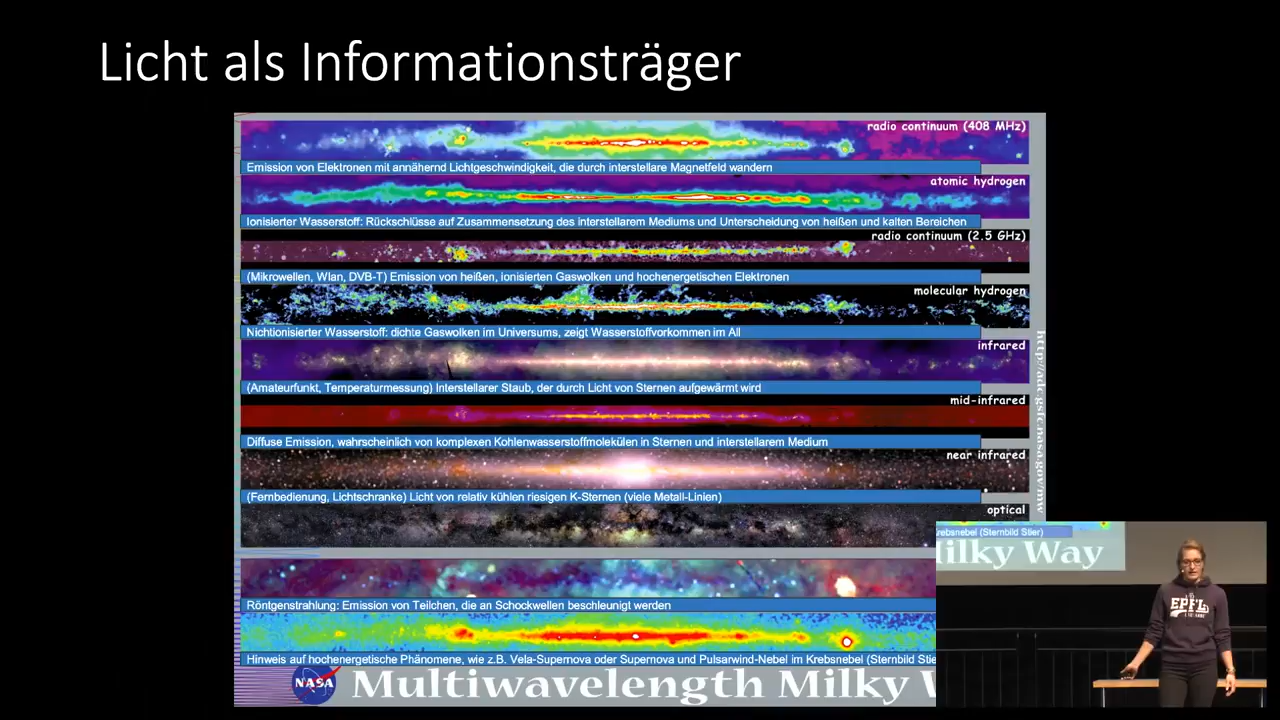 Licht als Informationsträger
radio continuum (408 MHz)
Emission von Elektronen mit annähernd Lichtgeschwindigkeit, die durch interstellare Magnetfeld wandern
atomic hydrogen
Ionisierter Wasserstoff: Rückschlüsse auf Zusammensetzung des interstellarem Mediums und Unterscheidung von heißen und kalten Bereichen
radio continuum (2.5 GHz)
(Mikrowellen, Wlan, DVB-T) Emission von heißen, ionisierten Gaswolken und hochenergetischen Elektronen
molecular hydrogen
Nichtionisierter Wasserstoff: dichte Gaswolken im Universums, zeigt Wasserstoffvorkommen im All
infrared
(Amateurfunkt, Temperaturmessung) Interstellarer Staub, der durch Licht von Sternen aufgewärmt wird
mid-infrared
Diffuse Emission, wahrscheinlich von komplexen Kohlenwasserstoffmolekülen in Sternen und interstellarem Medium
near infrared
(Fernbedienung, Lichtschranke) Licht von relativ kühlen riesigen K-Sternen (viele Metall-Linien)
optical
http://adc.gsfc.nasa.gov/mw
Röntgenstrahlung: Emission von Teilchen, die an Schockwellen beschleunigt werden
Hinweis auf hochenergetische Phänomene, wie z.B. Vela-Supernova oder Supernova und Pulsarwind-Nebel im Krebsnebel (Sternbild Stie
NASA
Multiwavelength Milky W
Krebsnebel (Sternbild Stier)
Milky Way
EPFL